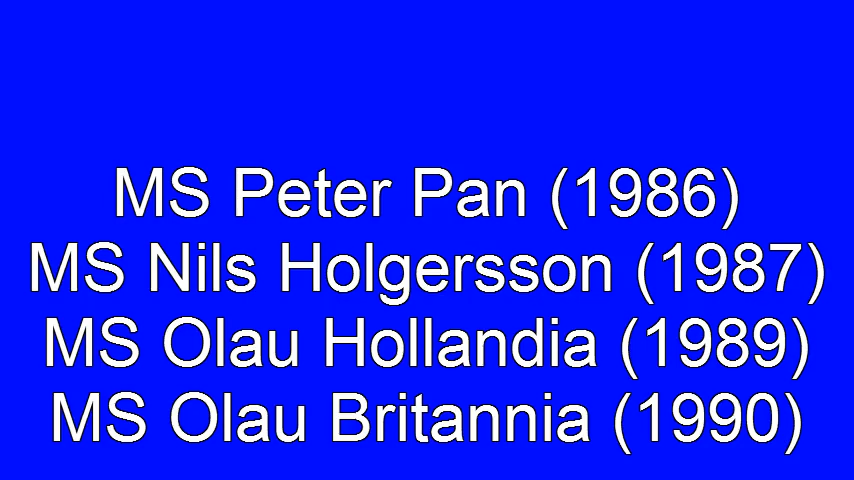 MS Peter Pan (1986)
MS Nils Holgersson (1987)
MS Olau Hollandia (1989)
MS Olau Britannia (1990)